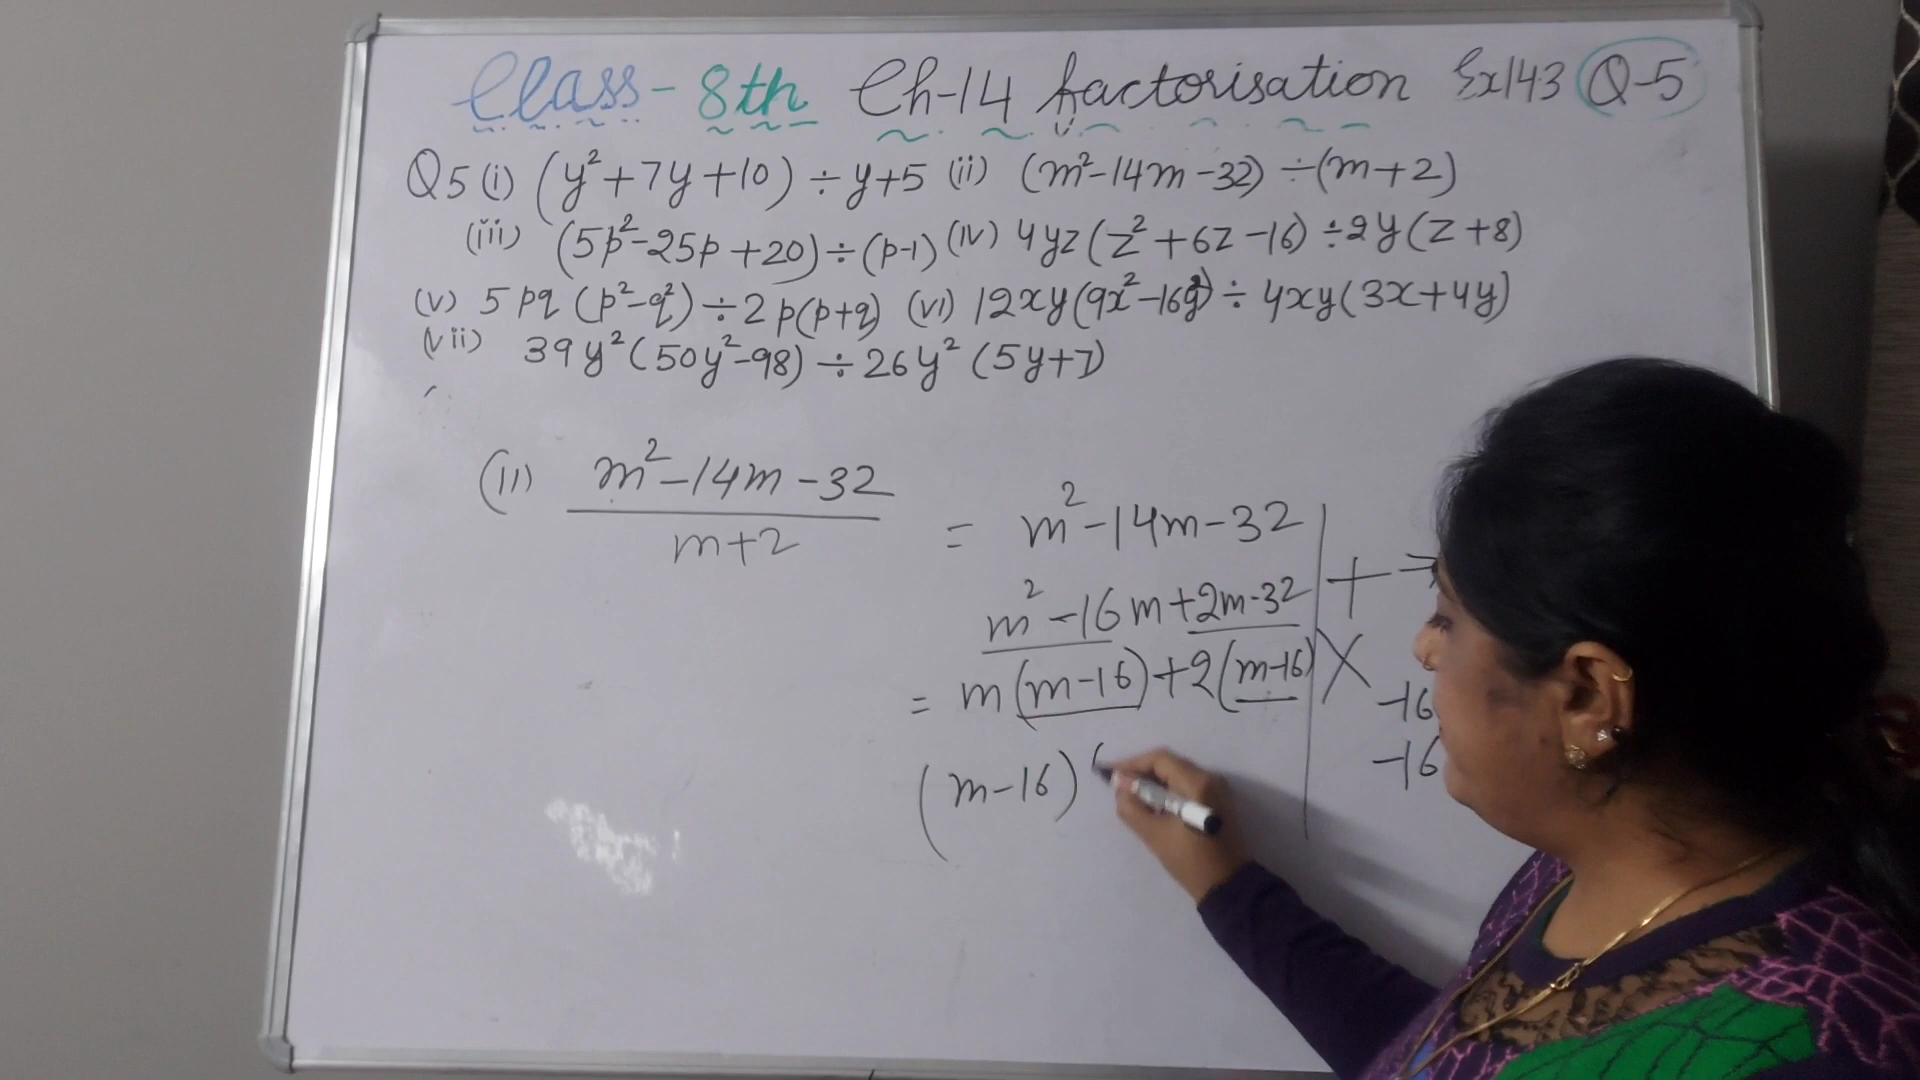 Class - 8th Ch-14 factorisation Ex14.3 Q-5
Q5 (i) (y²+7y+10) ÷ y+5 (ii) (m²-14m-32) ÷ (m+2)
(iii) (5p²-25p+20) ÷ (p-1) (iv) 4yz(z²+6z-16) ÷ 2y(z+8)
(v) 5pq(p²-q²) ÷ 2p(p+q) (vi) 12xy(9x²-16y²) ÷ 4xy(3x+4y)
(vii) 39y²(50y²-98) ÷ 26y²(5y+7)
(ii) m²-14m-32
m+2
= m²-14m-32
m²-16m+2m-32
= m(m-16)+2(m-16)
(m-16)(
+
×
-16
-16